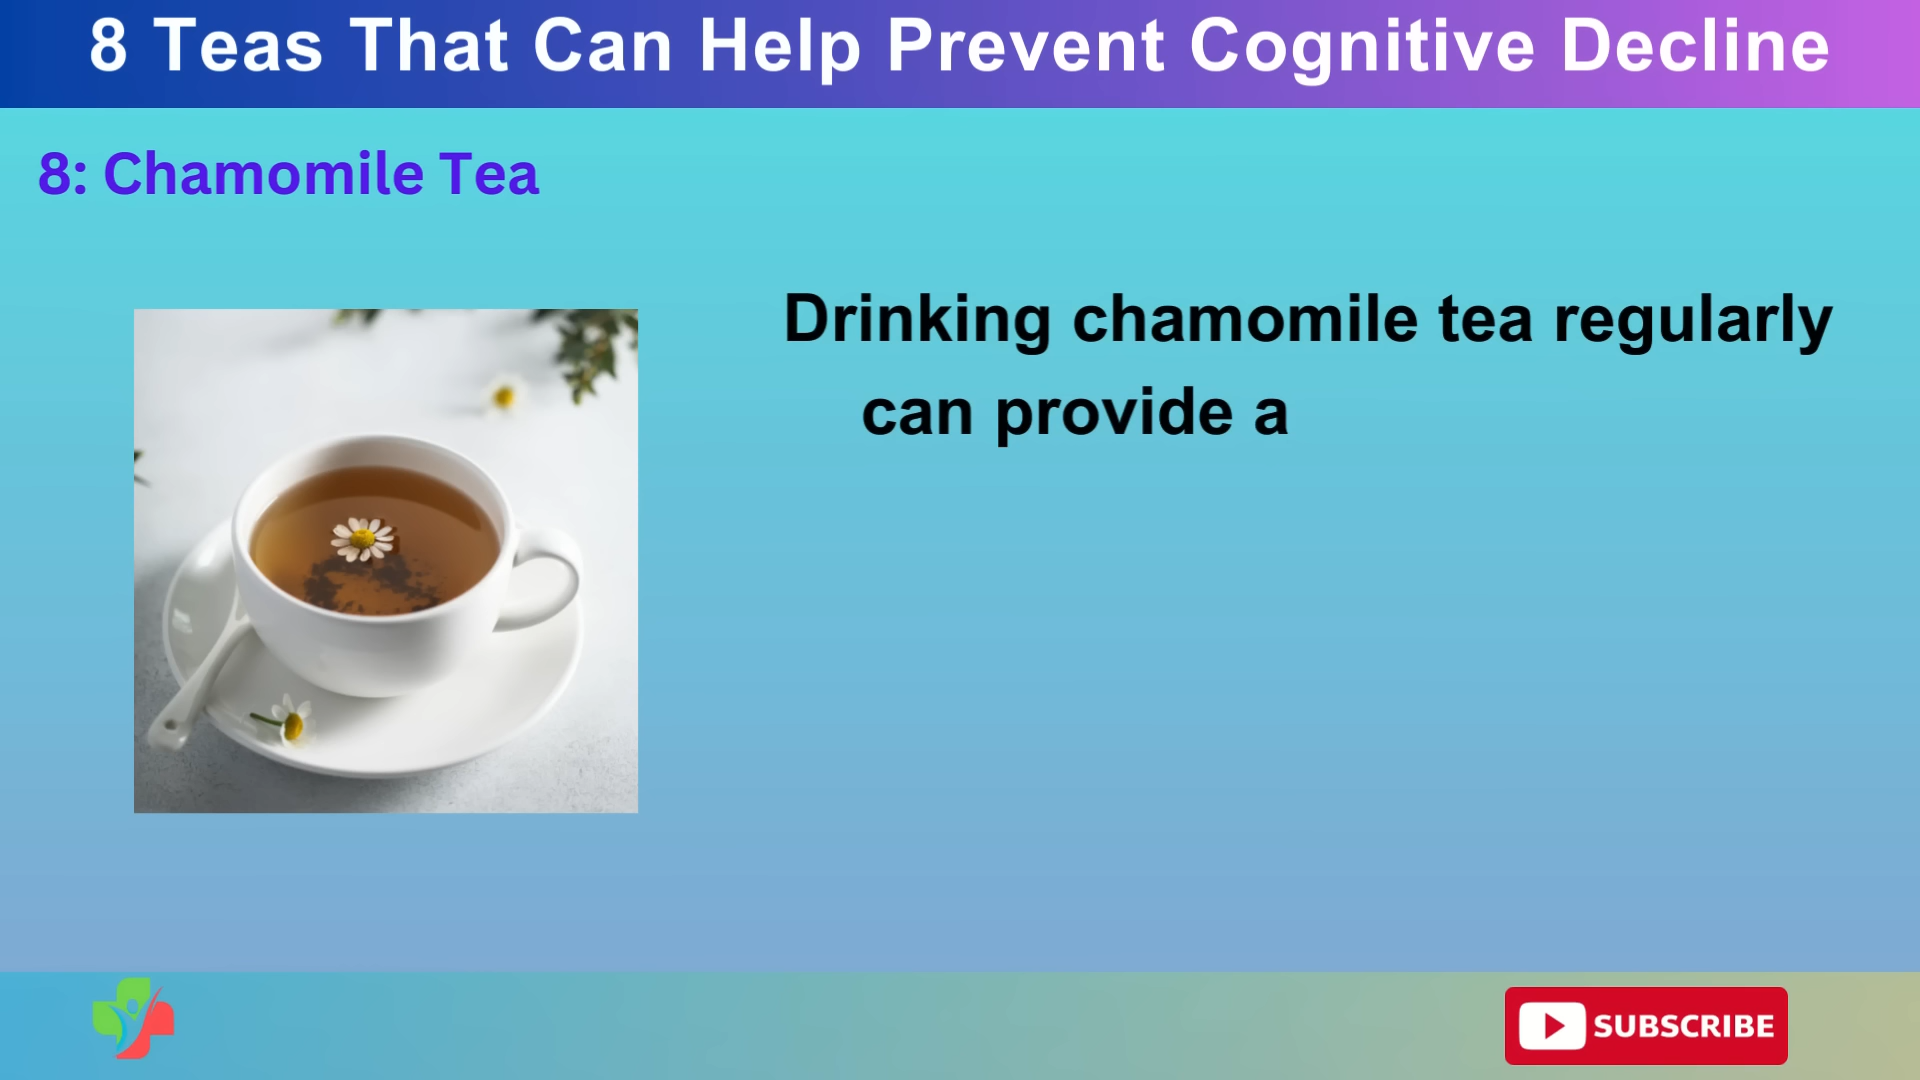 8 Teas That Can Help Prevent Cognitive Decline
8: Chamomile Tea
Drinking chamomile tea regularly
can provide a
SUBSCRIBE